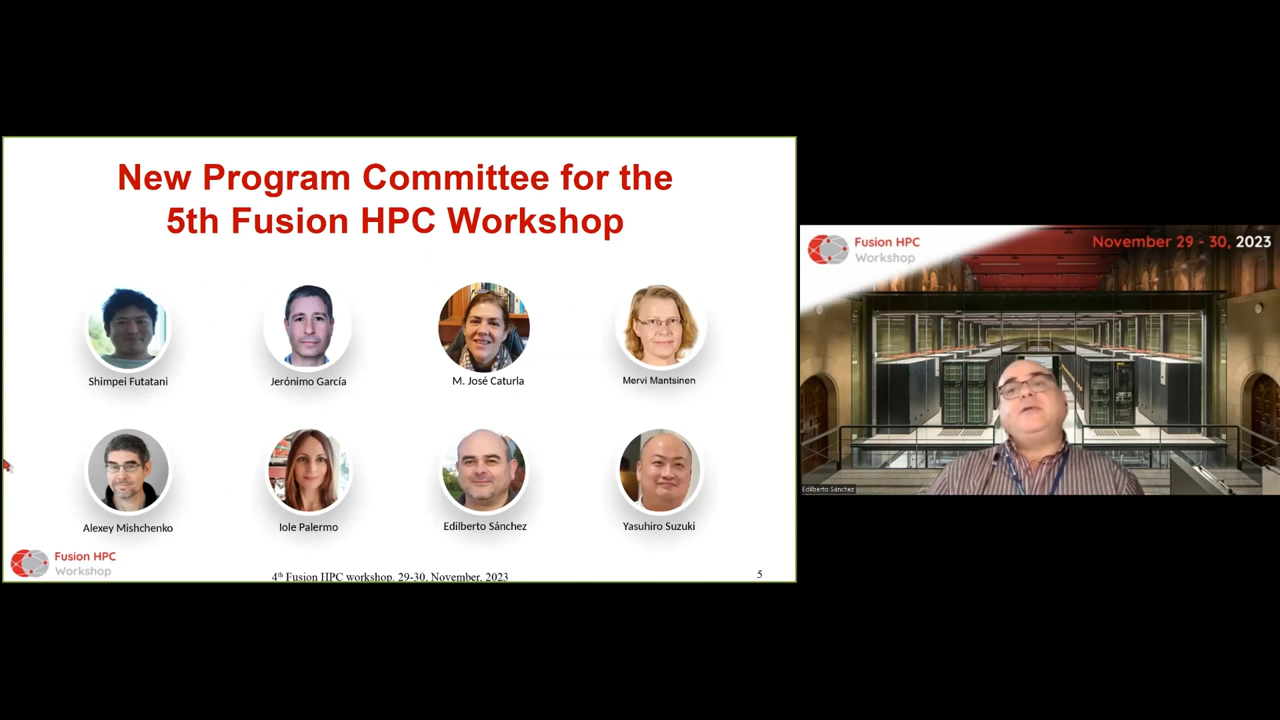 New Program Committee for the
5th Fusion HPC Workshop
Shimpei Futatani
Jerónimo García
M. José Caturla
Mervi Mantsinen
Alexey Mishchenko
Iole Palermo
Edilberto Sánchez
Yasuhiro Suzuki
Fusion HPC
Workshop
4th Fusion HPC workshop, 29-30, November, 2023
5
Fusion HPC
Workshop
November 29 - 30, 2023
Edilberto Sánchez